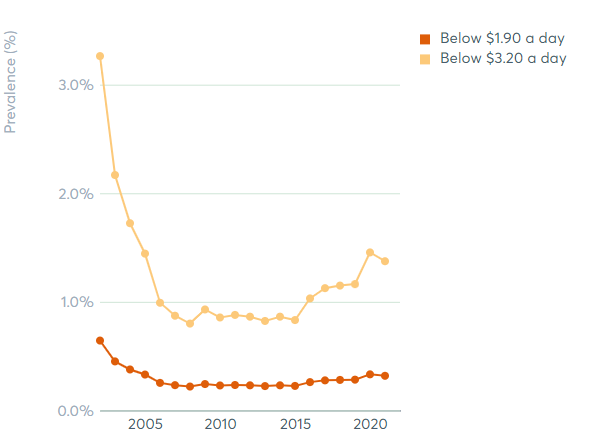 Prevalence (%)
Below $1.90 a day
Below $3.20 a day
3.0%
2.0%
1.0%
0.0%
2005 2010 2015 2020